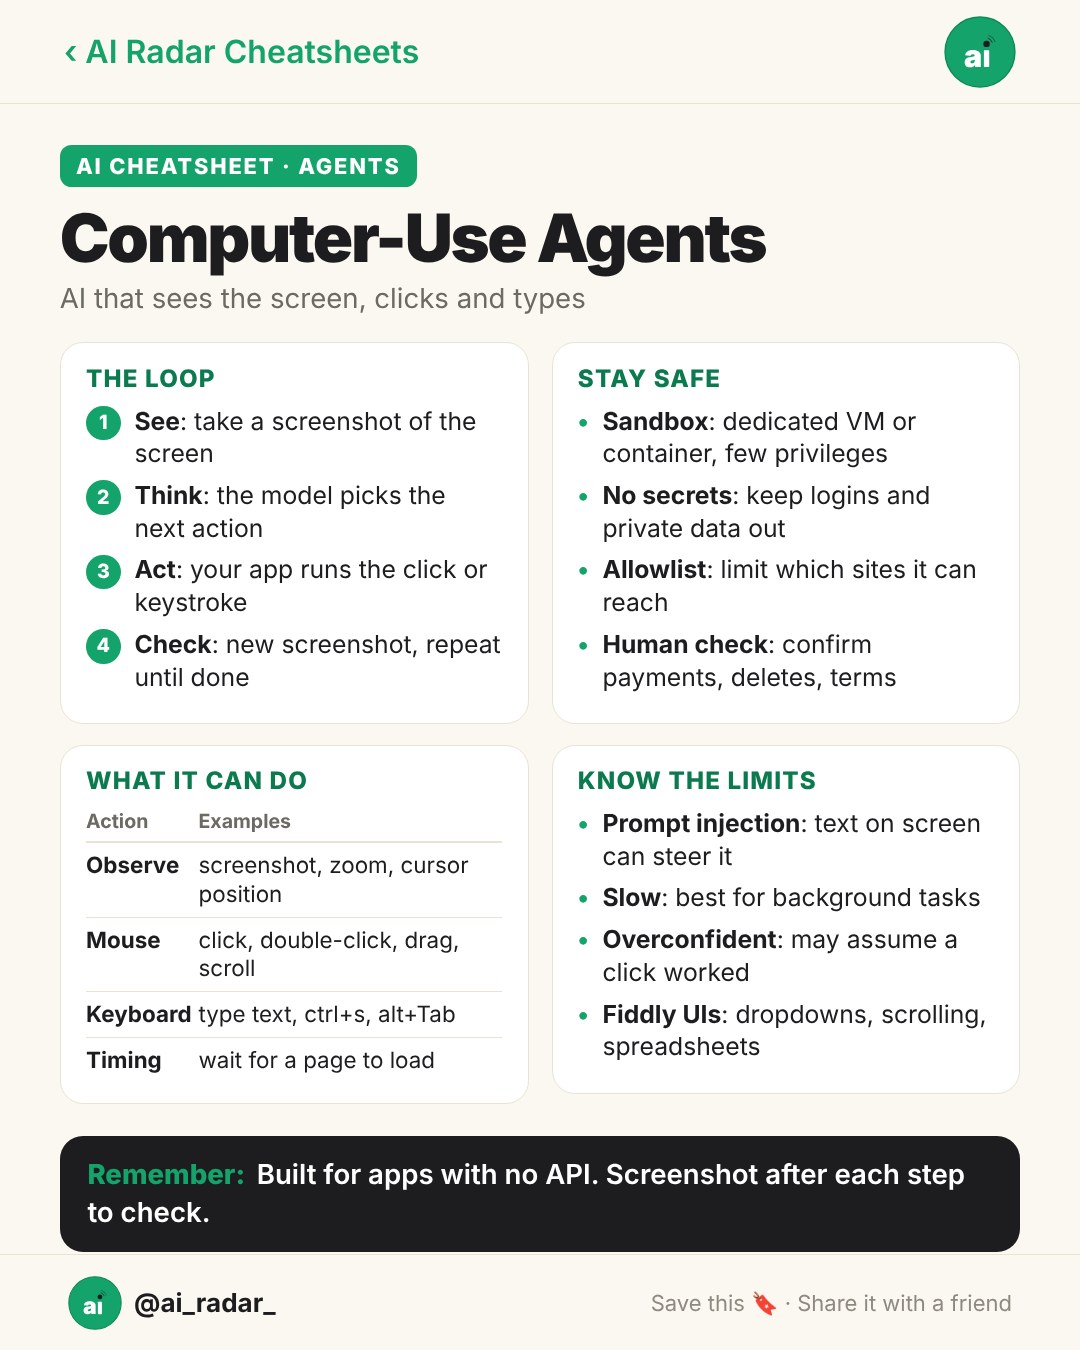 ‹ AI Radar Cheatsheets
ai
AI CHEATSHEET · AGENTS
Computer-Use Agents
AI that sees the screen, clicks and types
THE LOOP
1 See: take a screenshot of the
screen
2 Think: the model picks the
next action
3 Act: your app runs the click or
keystroke
4 Check: new screenshot, repeat
until done
STAY SAFE
• Sandbox: dedicated VM or
container, few privileges
• No secrets: keep logins and
private data out
• Allowlist: limit which sites it can
reach
• Human check: confirm
payments, deletes, terms
WHAT IT CAN DO
Action Examples
Observe screenshot, zoom, cursor
position
Mouse click, double-click, drag,
scroll
Keyboard type text, ctrl+s, alt+Tab
Timing wait for a page to load
KNOW THE LIMITS
• Prompt injection: text on screen
can steer it
• Slow: best for background tasks
• Overconfident: may assume a
click worked
• Fiddly UIs: dropdowns, scrolling,
spreadsheets
Remember: Built for apps with no API. Screenshot after each step
to check.
ai @ai_radar_
Save this 🔖 · Share it with a friend